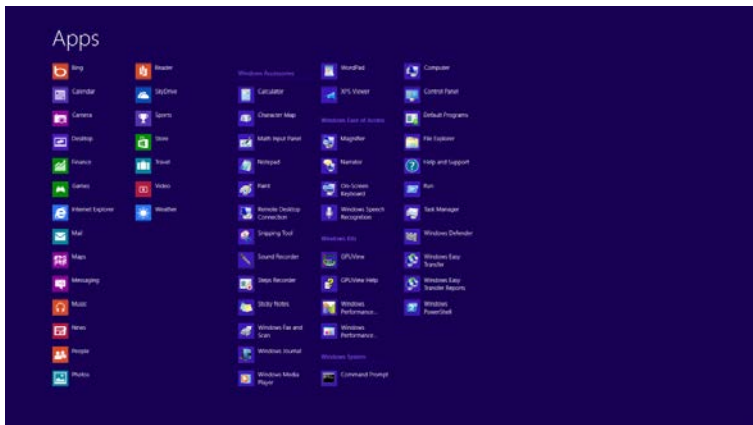 Apps
Bing
Calendar
Camera
Desktop
Finance
Games
Internet Explorer
Mail
Maps
Messaging
Music
News
People
Photos
Reader
SkyDrive
Sports
Store
Travel
Video
Weather
Windows Accessories
Calculator
Character Map
Math Input Panel
Notepad
Paint
Remote Desktop
Connection
Snipping Tool
Sound Recorder
Steps Recorder
Sticky Notes
Windows Fax and
Scan
Windows Journal
Windows Media
Player
WordPad
XPS Viewer
Windows Ease of Access
Magnifier
Narrator
On-Screen
Keyboard
Windows Speech
Recognition
Windows Kits
GPUView
GPUView Help
Windows
Performance...
Windows
Performance...
Windows System
Command Prompt
Computer
Control Panel
Default Programs
File Explorer
Help and Support
Run
Task Manager
Windows Defender
Windows Easy
Transfer
Windows Easy
Transfer Reports
Windows
PowerShell